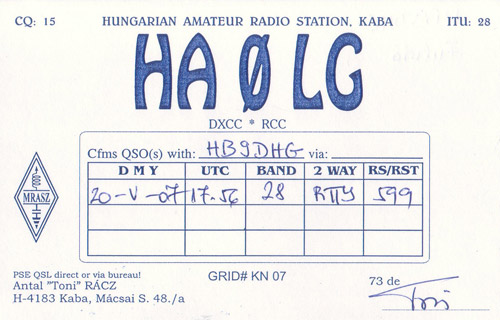 CQ: 15 HUNGARIAN AMATEUR RADIO STATION, KABA ITU: 28
HA Ø LG
DXCC * RCC
Cfms QSO(s) with: HB9DHG via:
D M Y UTC BAND 2 WAY RS/RST
20-V-07 17.56 28 RTTY 599
MRASZ
PSE QSL direct or via bureau!
Antal "Toni" RÁCZ
H-4183 Kaba, Mácsai S. 48./a
GRID# KN 07
73 de
Toni